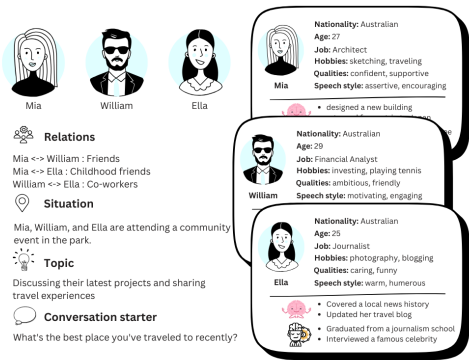 Mia
William
Ella
Relations
Mia <-> William : Friends
Mia <-> Ella : Childhood friends
William <-> Ella : Co-workers
Situation
Mia, William, and Ella are attending a community
event in the park.
Topic
Discussing their latest projects and sharing
travel experiences
Conversation starter
What's the best place you've traveled to recently?
Nationality: Australian
Age: 27
Job: Architect
Hobbies: sketching, traveling
Qualities: confident, supportive
Speech style: assertive, encouraging
Mia
• designed a new building
Nationality: Australian
Age: 29
Job: Financial Analyst
Hobbies: investing, playing tennis
Qualities: ambitious, friendly
Speech style: motivating, engaging
William
Nationality: Australian
Age: 25
Job: Journalist
Hobbies: photography, blogging
Qualities: caring, funny
Speech style: warm, humerous
Ella
• Covered a local news history
• Updated her travel blog
• Graduated from a journalism school
• Interviewed a famous celebrity